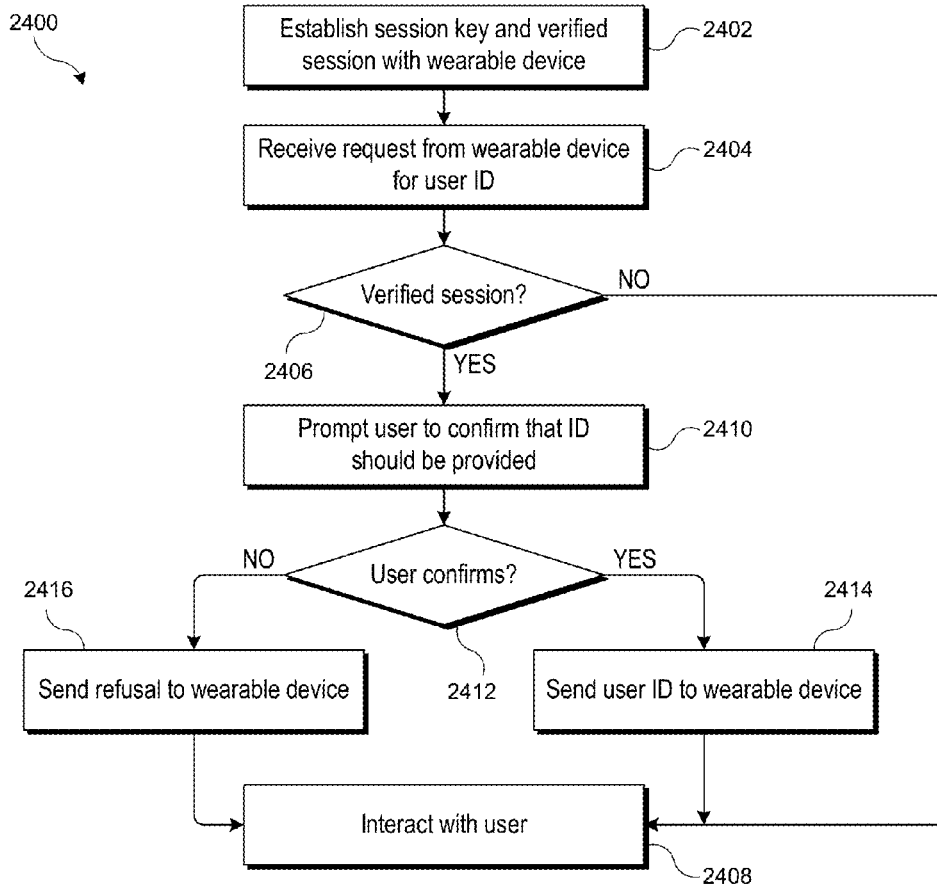 2400
Establish session key and verified
session with wearable device
2402
Receive request from wearable device
for user ID
2404
Verified session?
NO
2406
YES
Prompt user to confirm that ID
should be provided
2410
NO
User confirms?
YES
2416
2412
2414
Send refusal to wearable device
Send user ID to wearable device
Interact with user
2408